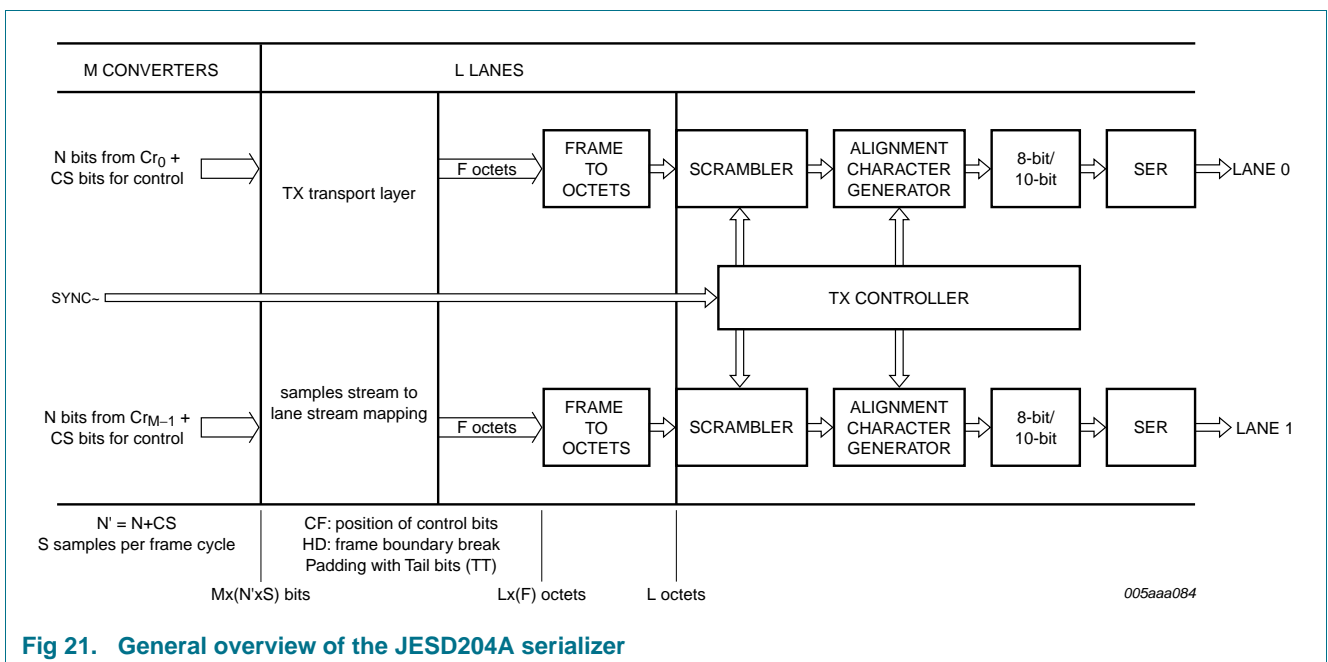 M CONVERTERS
L LANES
N bits from Cr0 +
CS bits for control
TX transport layer
F octets
FRAME
TO
OCTETS
SCRAMBLER
ALIGNMENT
CHARACTER
GENERATOR
8-bit/
10-bit
SER
LANE 0
SYNC~
TX CONTROLLER
N bits from CrM−1 +
CS bits for control
samples stream to
lane stream mapping
F octets
FRAME
TO
OCTETS
SCRAMBLER
ALIGNMENT
CHARACTER
GENERATOR
8-bit/
10-bit
SER
LANE 1
N' = N+CS
S samples per frame cycle
CF: position of control bits
HD: frame boundary break
Padding with Tail bits (TT)
Mx(N'xS) bits
Lx(F) octets
L octets
005aaa084
Fig 21. General overview of the JESD204A serializer